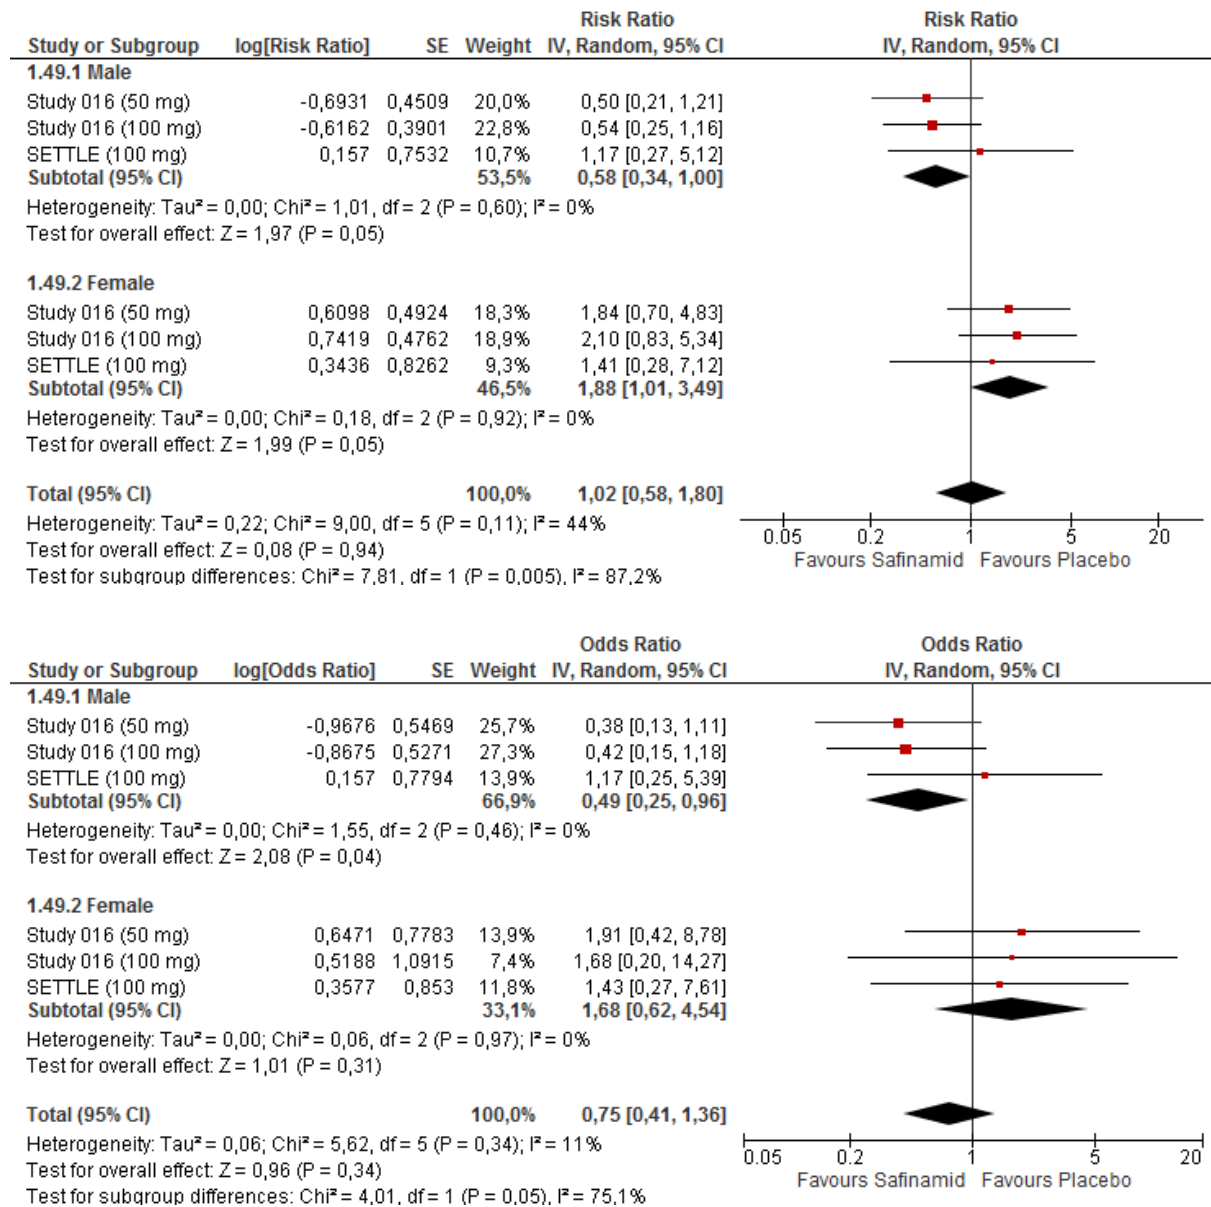 Risk Ratio Risk Ratio
Study or Subgroup log[Risk Ratio] SE Weight IV, Random, 95% CI IV, Random, 95% CI
1.49.1 Male
Study 016 (50 mg) -0,6931 0,4509 20,0% 0,50 [0,21, 1,21]
Study 016 (100 mg) -0,6162 0,3901 22,8% 0,54 [0,25, 1,16]
SETTLE (100 mg) 0,157 0,7532 10,7% 1,17 [0,27, 5,12]
Subtotal (95% CI) 53,5% 0,58 [0,34, 1,00]
Heterogeneity: Tau² = 0,00; Chi² = 1,01, df = 2 (P = 0,60); I² = 0%
Test for overall effect: Z = 1,97 (P = 0,05)
1.49.2 Female
Study 016 (50 mg) 0,6098 0,4924 18,3% 1,84 [0,70, 4,83]
Study 016 (100 mg) 0,7419 0,4762 18,9% 2,10 [0,83, 5,34]
SETTLE (100 mg) 0,3436 0,8262 9,3% 1,41 [0,28, 7,12]
Subtotal (95% CI) 46,5% 1,88 [1,01, 3,49]
Heterogeneity: Tau² = 0,00; Chi² = 0,18, df = 2 (P = 0,92); I² = 0%
Test for overall effect: Z = 1,99 (P = 0,05)
Total (95% CI) 100,0% 1,02 [0,58, 1,80]
Heterogeneity: Tau² = 0,22; Chi² = 9,00, df = 5 (P = 0,11); I² = 44%
Test for overall effect: Z = 0,08 (P = 0,94)
Test for subgroup differences: Chi² = 7,81, df = 1 (P = 0,005), I² = 87,2%
0.05 0.2 1 5 20
Favours Safinamid Favours Placebo
Odds Ratio Odds Ratio
Study or Subgroup log[Odds Ratio] SE Weight IV, Random, 95% CI IV, Random, 95% CI
1.49.1 Male
Study 016 (50 mg) -0,9676 0,5469 25,7% 0,38 [0,13, 1,11]
Study 016 (100 mg) -0,8675 0,5271 27,3% 0,42 [0,15, 1,18]
SETTLE (100 mg) 0,157 0,7794 13,9% 1,17 [0,25, 5,39]
Subtotal (95% CI) 66,9% 0,49 [0,25, 0,96]
Heterogeneity: Tau² = 0,00; Chi² = 1,55, df = 2 (P = 0,46); I² = 0%
Test for overall effect: Z = 2,08 (P = 0,04)
1.49.2 Female
Study 016 (50 mg) 0,6471 0,7783 13,9% 1,91 [0,42, 8,78]
Study 016 (100 mg) 0,5188 1,0915 7,4% 1,68 [0,20, 14,27]
SETTLE (100 mg) 0,3577 0,853 11,8% 1,43 [0,27, 7,61]
Subtotal (95% CI) 33,1% 1,68 [0,62, 4,54]
Heterogeneity: Tau² = 0,00; Chi² = 0,06, df = 2 (P = 0,97); I² = 0%
Test for overall effect: Z = 1,01 (P = 0,31)
Total (95% CI) 100,0% 0,75 [0,41, 1,36]
Heterogeneity: Tau² = 0,06; Chi² = 5,62, df = 5 (P = 0,34); I² = 11%
Test for overall effect: Z = 0,96 (P = 0,34)
Test for subgroup differences: Chi² = 4,01, df = 1 (P = 0,05), I² = 75,1%
0.05 0.2 1 5 20
Favours Safinamid Favours Placebo